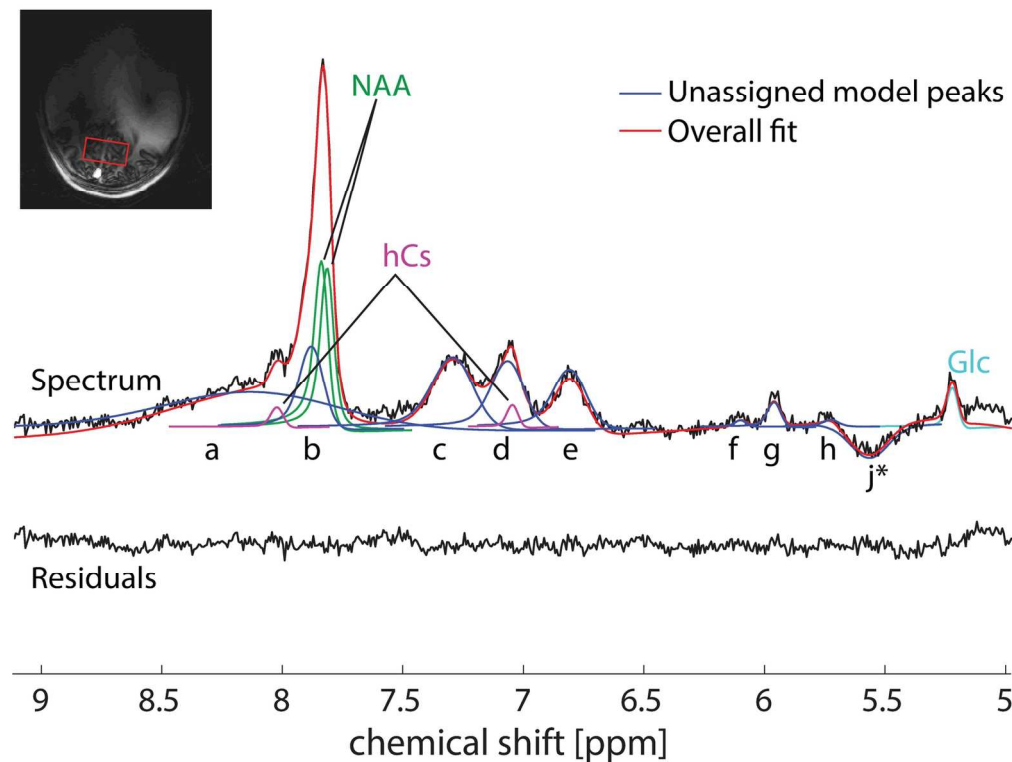 NAA
Unassigned model peaks
Overall fit
hCs
Glc
Spectrum
a b c d e f g h j*
Residuals
9 8.5 8 7.5 7 6.5 6 5.5 5
chemical shift [ppm]